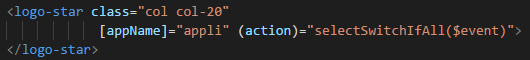 <logo-star class="col col-20"
[appName]="appli" (action)="selectSwitchIfAll($event)">
</logo-star>